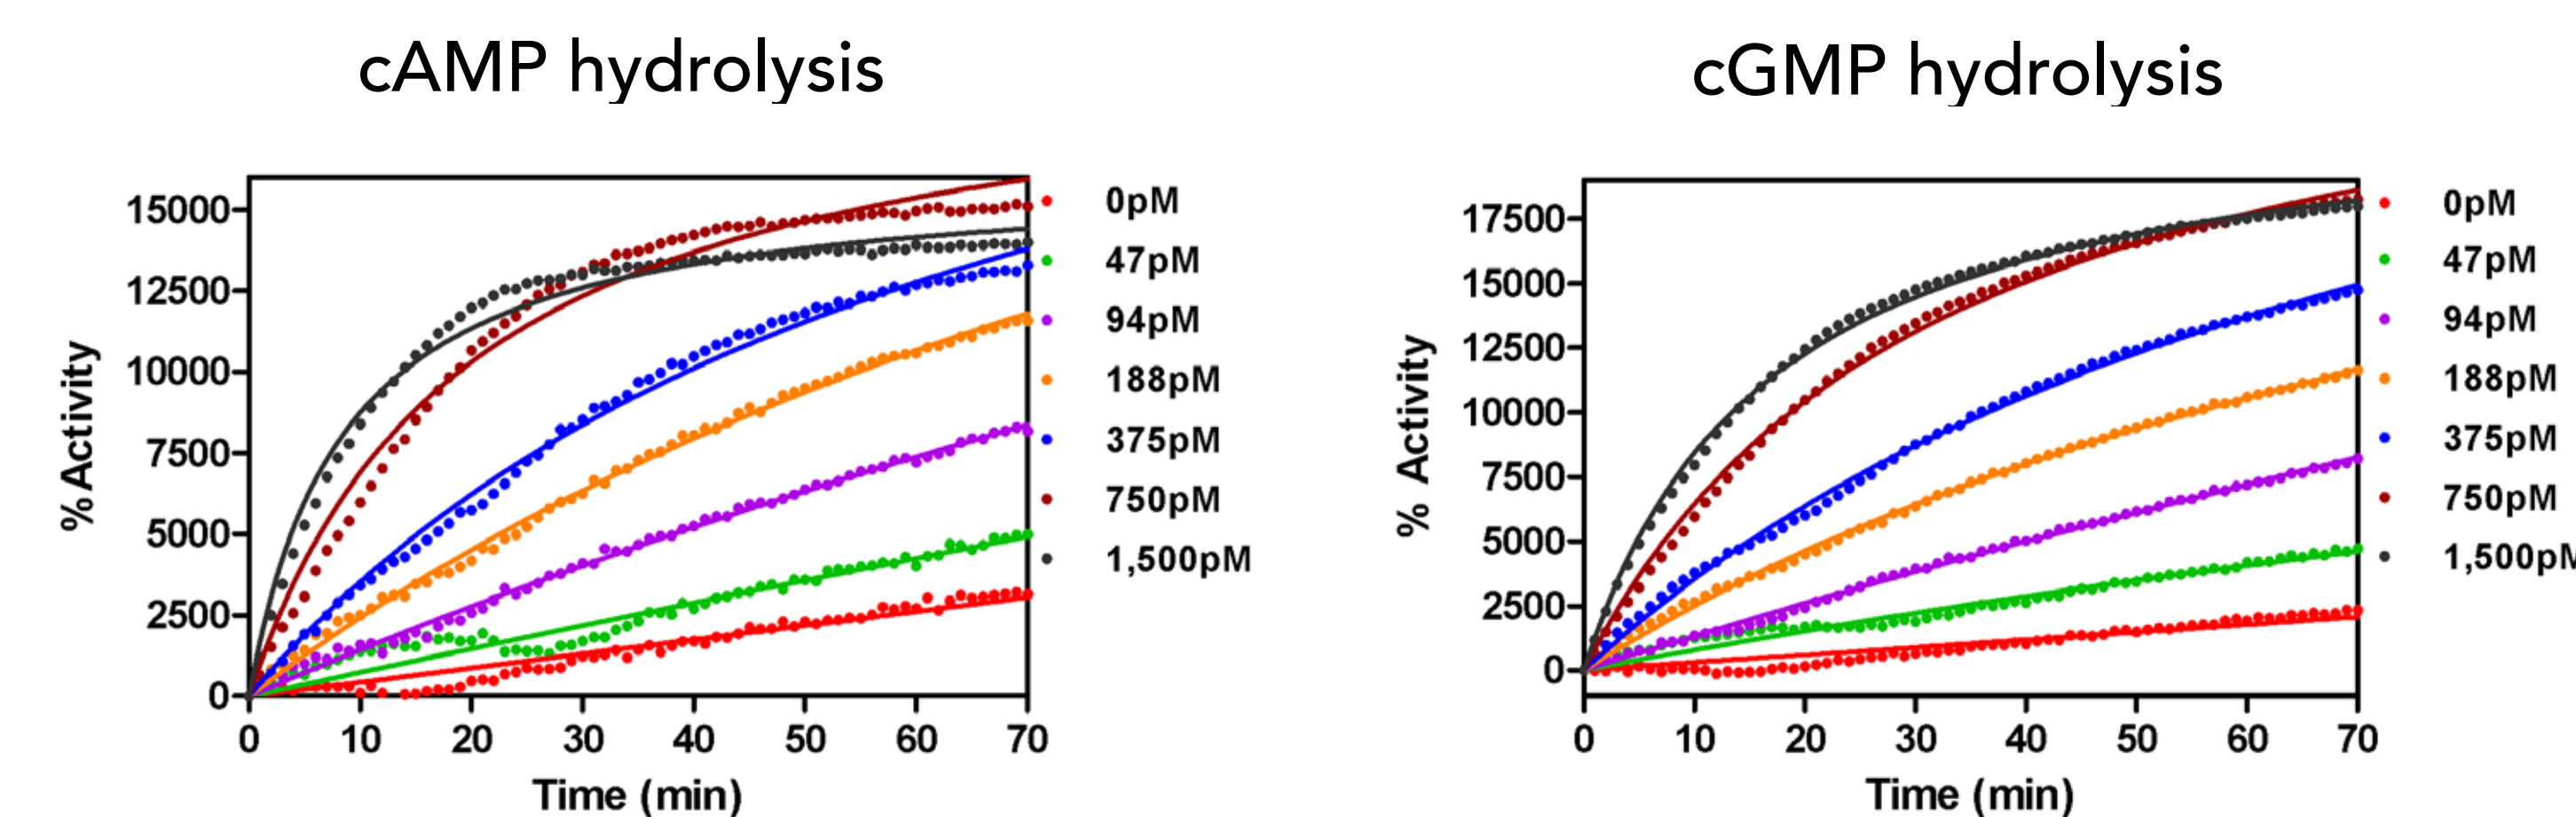 cAMP hydrolysis
% Activity
15000
12500
10000
7500
5000
2500
0
0 10 20 30 40 50 60 70
Time (min)
0pM
47pM
94pM
188pM
375pM
750pM
1,500pM
cGMP hydrolysis
% Activity
17500
15000
12500
10000
7500
5000
2500
0
0 10 20 30 40 50 60 70
Time (min)
0pM
47pM
94pM
188pM
375pM
750pM
1,500pM